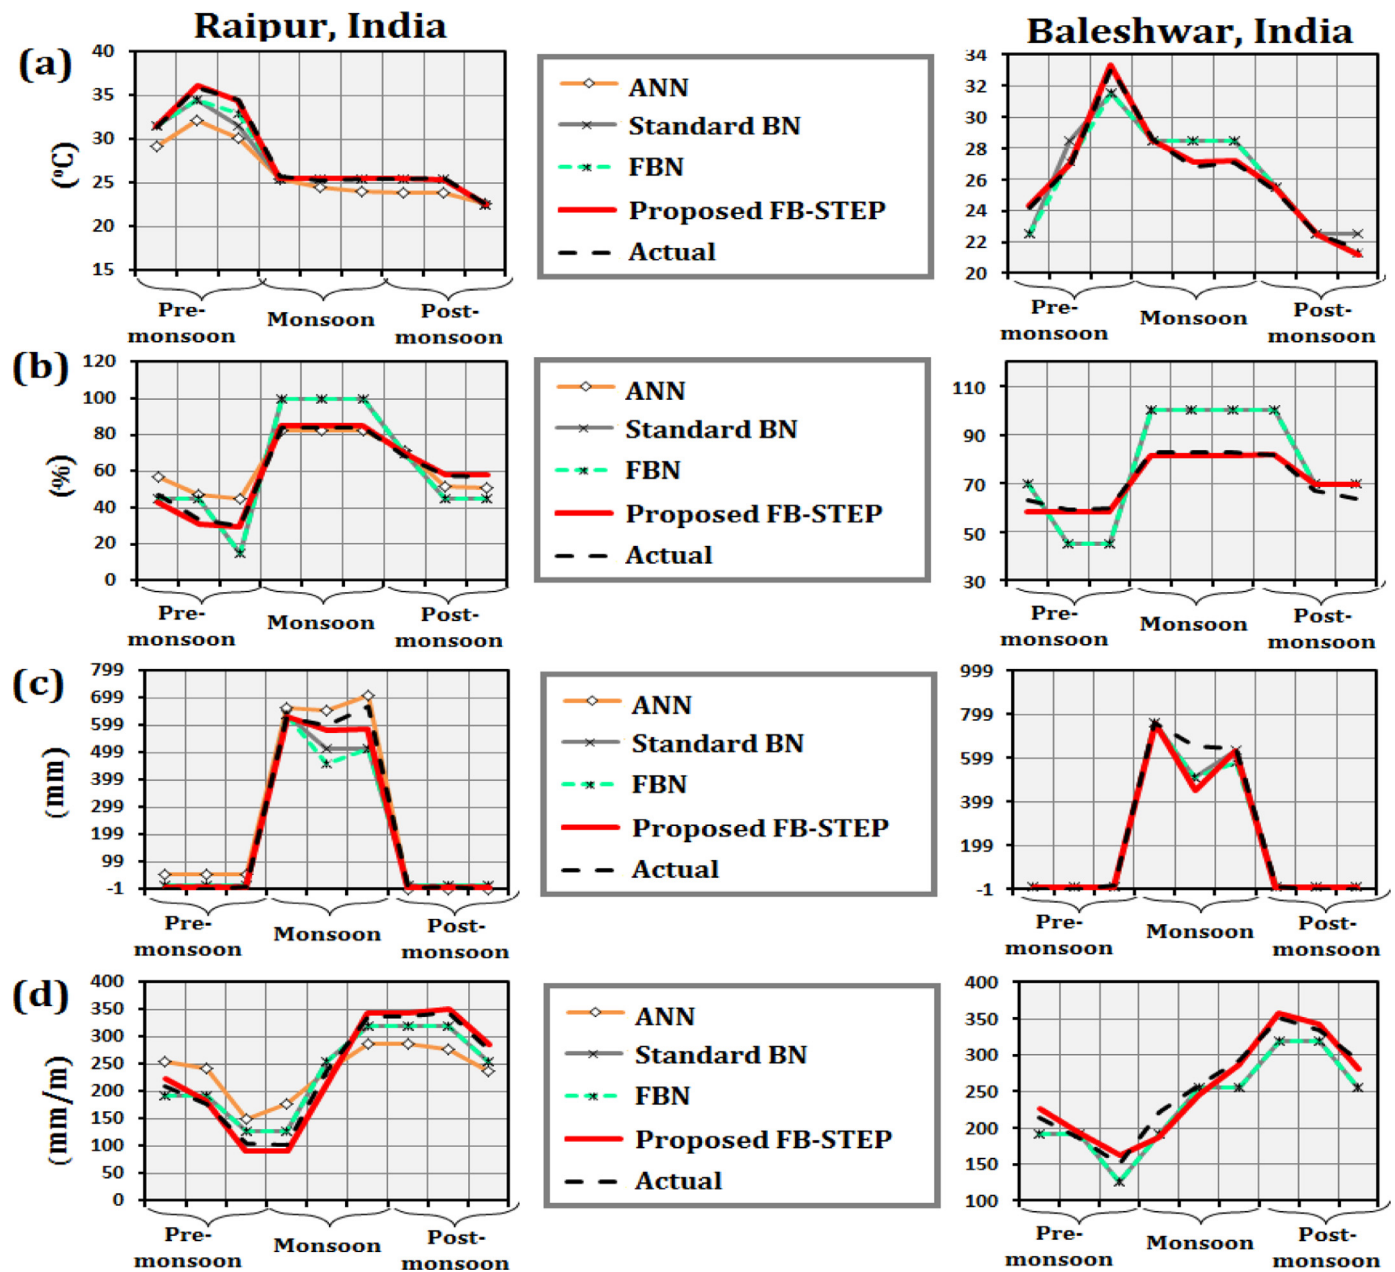 Raipur, India
Baleshwar, India
(a)
(ºC)
40
35
30
25
20
15
Pre-
monsoon
Monsoon
Post-
monsoon
ANN
Standard BN
FBN
Proposed FB-STEP
Actual
34
32
30
28
26
24
22
20
Pre-
monsoon
Monsoon
Post-
monsoon
(b)
(%)
120
100
80
60
40
20
0
Pre-
monsoon
Monsoon
Post-
monsoon
ANN
Standard BN
FBN
Proposed FB-STEP
Actual
110
90
70
50
30
Pre-
monsoon
Monsoon
Post-
monsoon
(c)
(mm)
799
699
599
499
399
299
199
99
-1
Pre-
monsoon
Monsoon
Post-
monsoon
ANN
Standard BN
FBN
Proposed FB-STEP
Actual
999
799
599
399
199
-1
Pre-
monsoon
Monsoon
Post-
monsoon
(d)
(mm/m)
400
350
300
250
200
150
100
50
0
Pre-
monsoon
Monsoon
Post-
monsoon
ANN
Standard BN
FBN
Proposed FB-STEP
Actual
400
350
300
250
200
150
100
Pre-
monsoon
Monsoon
Post-
monsoon